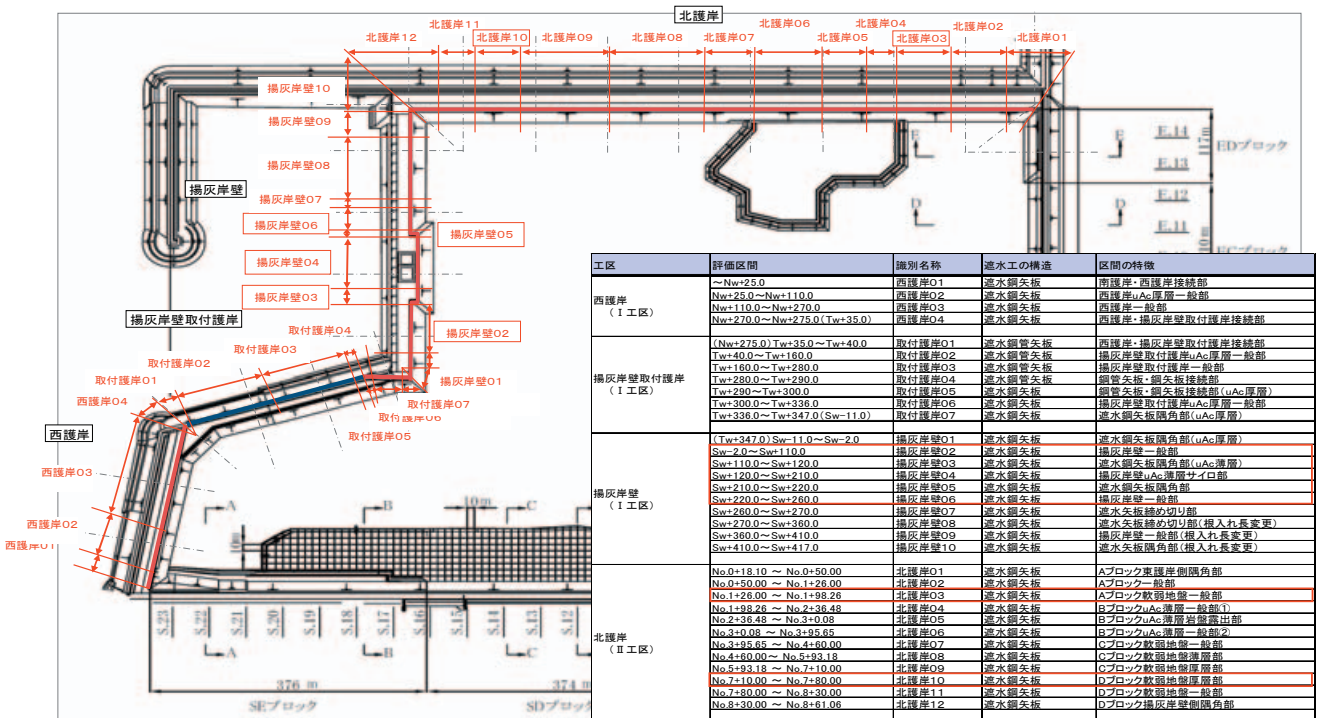 北護岸
北護岸12
北護岸11
北護岸10
北護岸09
北護岸08
北護岸07
北護岸06
北護岸05
北護岸04
北護岸03
北護岸02
北護岸01
揚灰岸壁10
揚灰岸壁09
揚灰岸壁08
揚灰岸壁
揚灰岸壁07
揚灰岸壁06
揚灰岸壁05
揚灰岸壁04
揚灰岸壁03
揚灰岸壁取付護岸
揚灰岸壁02
取付護岸04
取付護岸03
取付護岸02
揚灰岸壁01
取付護岸01
西護岸04
取付護岸07
取付護岸06
取付護岸05
西護岸
西護岸03
西護岸02
西護岸01
E
E
D
D
E.14
E.13
E.12
E.11
117m
EDブロック
A
B
C
10m
10m
S.23
S.22
S.21
S.20
S.19
S.18
S.17
S.16
S.15
S.14
S.13
S.12
A
B
C
376 m
374 m
SEブロック
工区 評価区間 識別名称 遮水工の構造 区間の特徴
西護岸
(Ⅰ工区)
～Nw+25.0 西護岸01 遮水鋼矢板 南護岸・西護岸接続部
Nw+25.0～Nw+110.0 西護岸02 遮水鋼矢板 西護岸uAc厚層一般部
Nw+110.0～Nw+270.0 西護岸03 遮水鋼矢板 西護岸一般部
Nw+270.0～Nw+275.0(Tw+35.0) 西護岸04 遮水鋼矢板 西護岸・揚灰岸壁取付護岸接続部
揚灰岸壁取付護岸
(Ⅰ工区)
(Nw+275.0)Tw+35.0～Tw+40.0 取付護岸01 遮水鋼管矢板 西護岸・揚灰岸壁取付護岸接続部
Tw+40.0～Tw+160.0 取付護岸02 遮水鋼管矢板 揚灰岸壁取付護岸uAc厚層一般部
Tw+160.0～Tw+280.0 取付護岸03 遮水鋼管矢板 揚灰岸壁取付護岸一般部
Tw+280.0～Tw+290.0 取付護岸04 遮水鋼管矢板 鋼管矢板・鋼矢板接続部
Tw+290～Tw+300.0 取付護岸05 遮水鋼矢板 鋼管矢板・鋼矢板接続部(uAc厚層)
Tw+300.0～Tw+336.0 取付護岸06 遮水鋼矢板 揚灰岸壁取付護岸uAc厚層一般部
Tw+336.0～Tw+347.0(Sw-11.0) 取付護岸07 遮水鋼矢板 遮水鋼矢板隅角部(uAc厚層)
揚灰岸壁
(Ⅰ工区)
(Tw+347.0)Sw-11.0～Sw-2.0 揚灰岸壁01 遮水鋼矢板 遮水鋼矢板隅角部(uAc厚層)
Sw-2.0～Sw+110.0 揚灰岸壁02 遮水鋼矢板 揚灰岸壁一般部
Sw+110.0～Sw+120.0 揚灰岸壁03 遮水鋼矢板 遮水鋼矢板隅角部(uAc薄層)
Sw+120.0～Sw+210.0 揚灰岸壁04 遮水鋼矢板 揚灰岸壁uAc薄層サイロ部
Sw+210.0～Sw+220.0 揚灰岸壁05 遮水鋼矢板 遮水鋼矢板隅角部
Sw+220.0～Sw+260.0 揚灰岸壁06 遮水鋼矢板 揚灰岸壁一般部
Sw+260.0～Sw+270.0 揚灰岸壁07 遮水鋼矢板 遮水矢板締め切り部
Sw+270.0～Sw+360.0 揚灰岸壁08 遮水鋼矢板 遮水矢板締め切り部(根入れ長変更)
Sw+360.0～Sw+410.0 揚灰岸壁09 遮水鋼矢板 揚灰岸壁一般部(根入れ長変更)
Sw+410.0～Sw+417.0 揚灰岸壁10 遮水鋼矢板 遮水矢板隅角部(根入れ長変更)
北護岸
(Ⅱ工区)
No.0+18.10 ～ No.0+50.00 北護岸01 遮水鋼矢板 Aブロック東護岸側隅角部
No.0+50.00 ～ No.1+26.00 北護岸02 遮水鋼矢板 Aブロック一般部
No.1+26.00 ～ No.1+98.26 北護岸03 遮水鋼矢板 Aブロック軟弱地盤一般部
No.1+98.26 ～ No.2+36.48 北護岸04 遮水鋼矢板 BブロックuAc薄層一般部①
No.2+36.48 ～ No.3+0.08 北護岸05 遮水鋼矢板 BブロックuAc薄層岩盤露出部
No.3+0.08 ～ No.3+95.65 北護岸06 遮水鋼矢板 BブロックuAc薄層一般部②
No.3+95.65 ～ No.4+60.00 北護岸07 遮水鋼矢板 Cブロック軟弱地盤一般部
No.4+60.00～ No.5+93.18 北護岸08 遮水鋼矢板 Cブロック軟弱地盤薄層部
No.5+93.18 ～ No.7+10.00 北護岸09 遮水鋼矢板 Cブロック軟弱地盤厚層部
No.7+10.00 ～ No.7+80.00 北護岸10 遮水鋼矢板 Dブロック軟弱地盤厚層部
No.7+80.00 ～ No.8+30.00 北護岸11 遮水鋼矢板 Dブロック軟弱地盤一般部
No.8+30.00 ～ No.8+61.06 北護岸12 遮水鋼矢板 Dブロック揚灰岸壁側隅角部